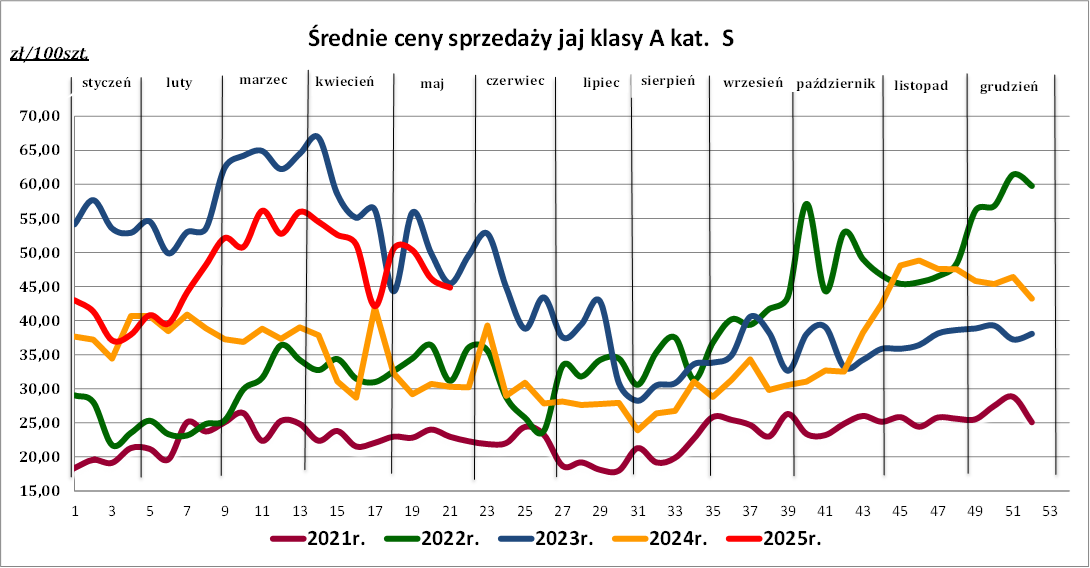 Średnie ceny sprzedaży jaj klasy A kat. S
zł/100szt.
styczeń luty marzec kwiecień maj czerwiec lipiec sierpień wrzesień październik listopad grudzień
70,00
65,00
60,00
55,00
50,00
45,00
40,00
35,00
30,00
25,00
20,00
15,00
1 3 5 7 9 11 13 15 17 19 21 23 25 27 29 31 33 35 37 39 41 43 45 47 49 51 53
2021r. 2022r. 2023r. 2024r. 2025r.